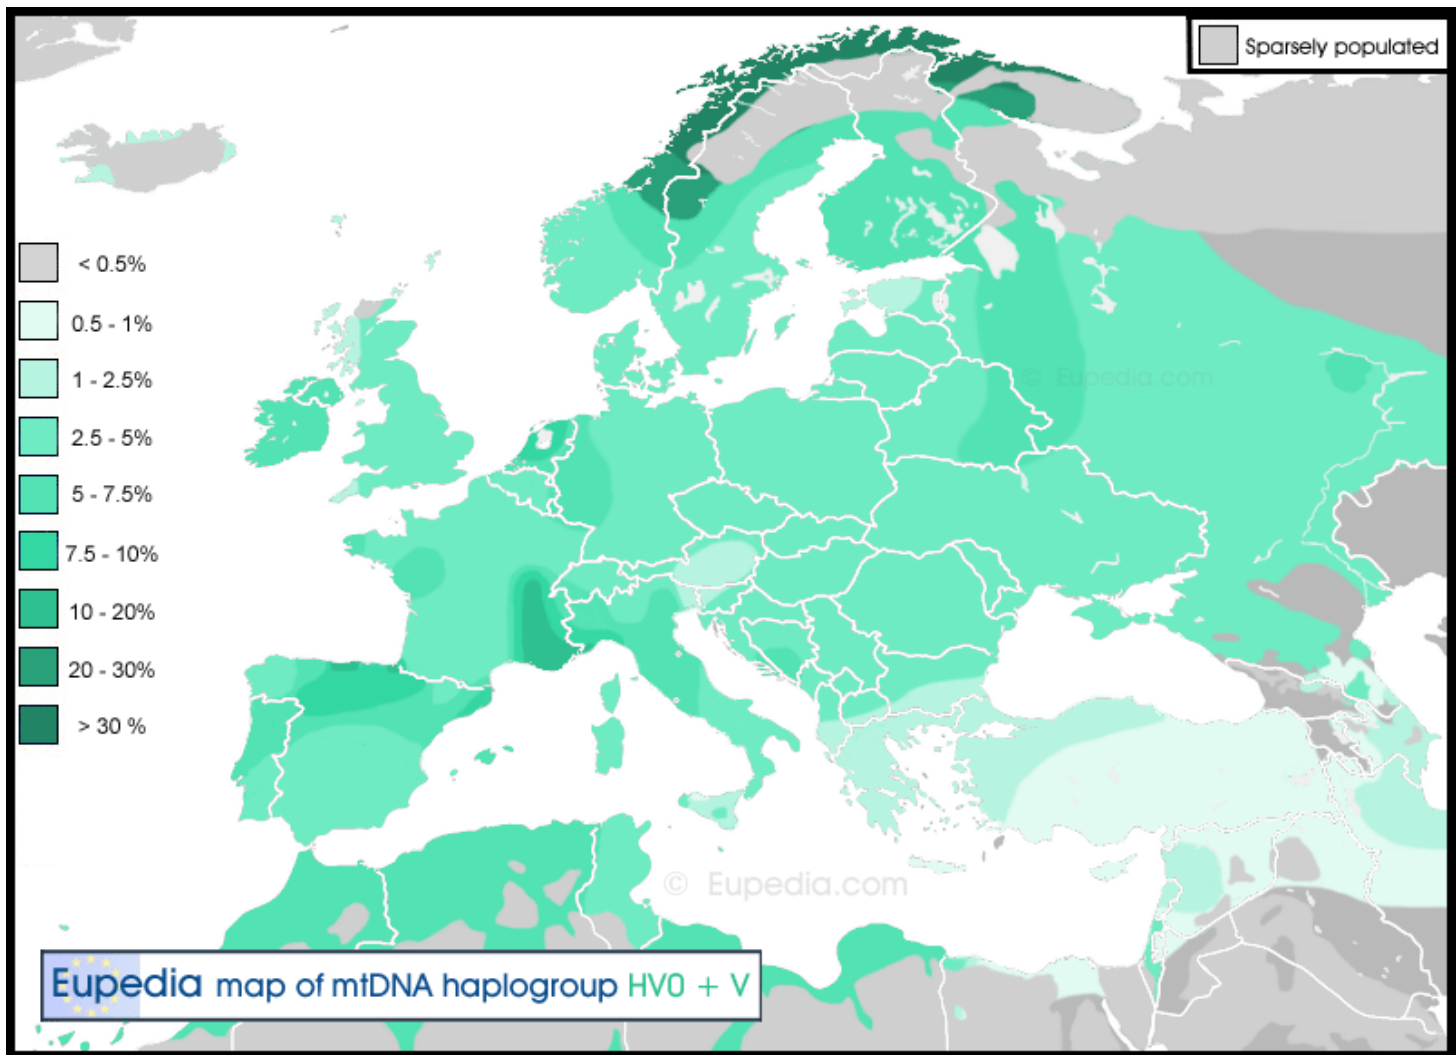 Sparsely populated
< 0.5%
0.5 - 1%
1 - 2.5%
2.5 - 5%
5 - 7.5%
7.5 - 10%
10 - 20%
20 - 30%
> 30 %
© Eupedia.com
© Eupedia.com
Eupedia map of mtDNA haplogroup HV0 + V